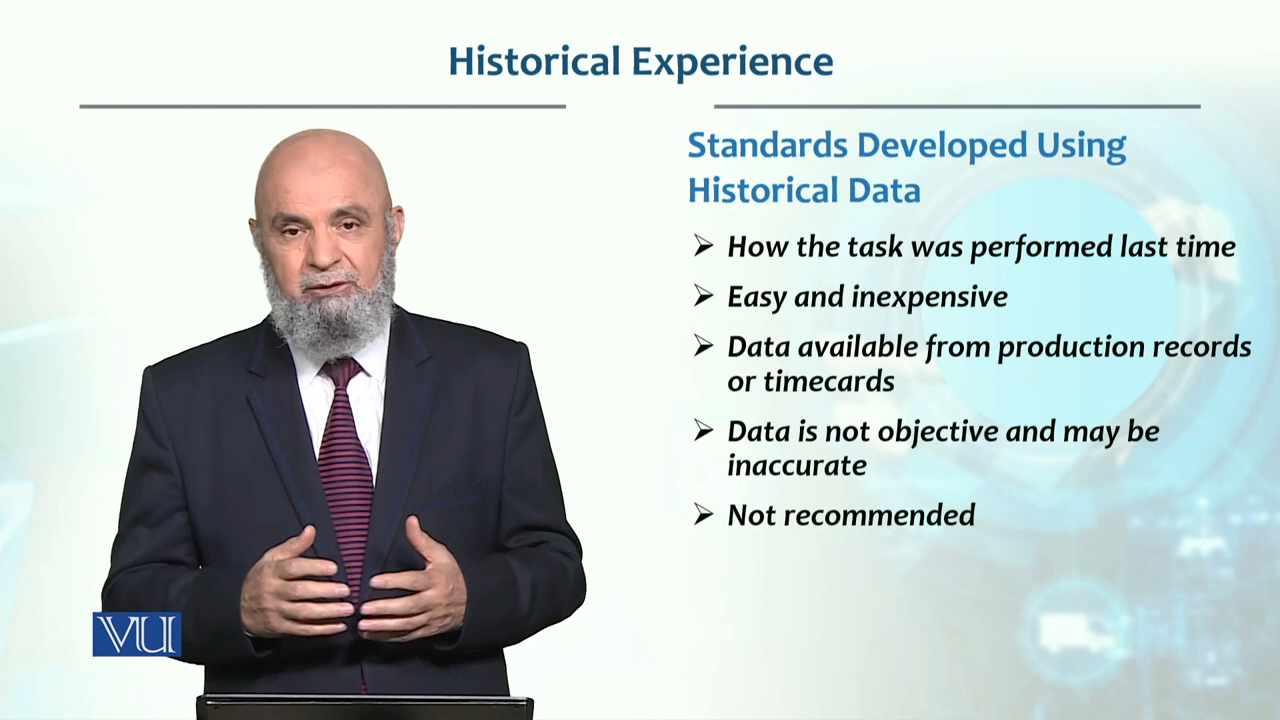 Historical Experience
Standards Developed Using
Historical Data
➢ How the task was performed last time
➢ Easy and inexpensive
➢ Data available from production records
or timecards
➢ Data is not objective and may be
inaccurate
➢ Not recommended
VU